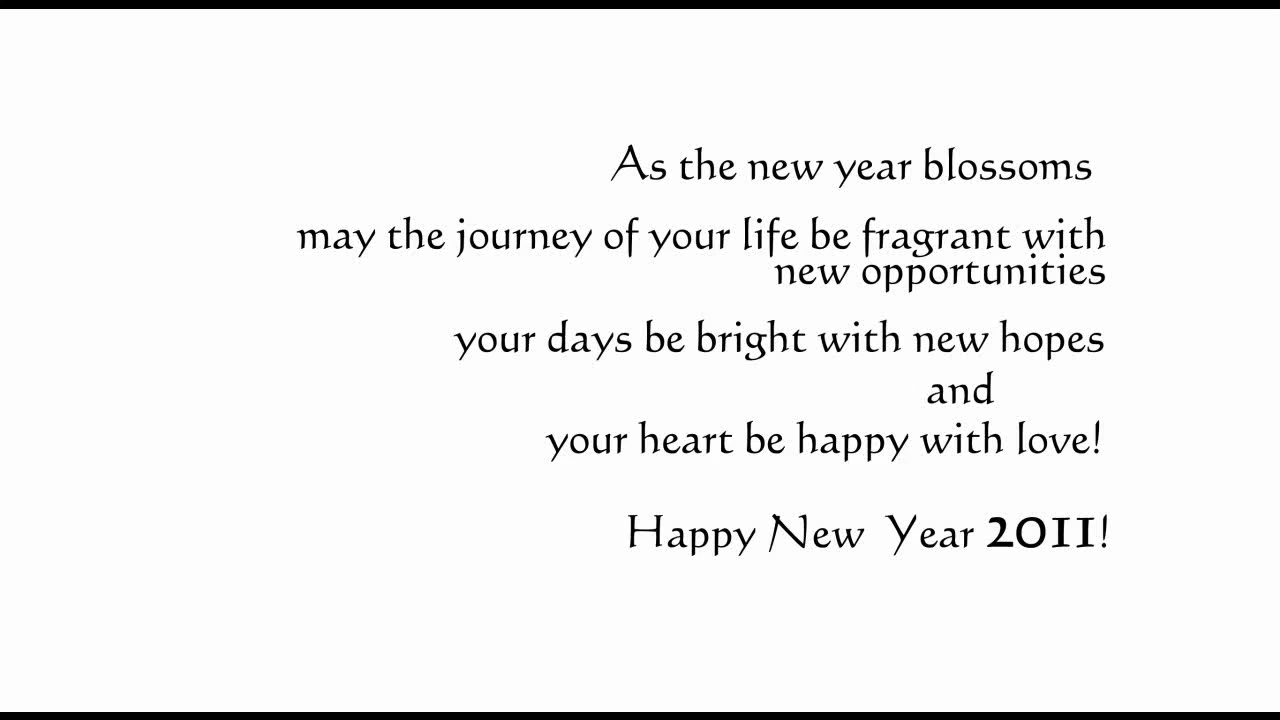 As the new year blossoms
may the journey of your life be fragrant with
new opportunities
your days be bright with new hopes
and
your heart be happy with love!
Happy New Year 2011!